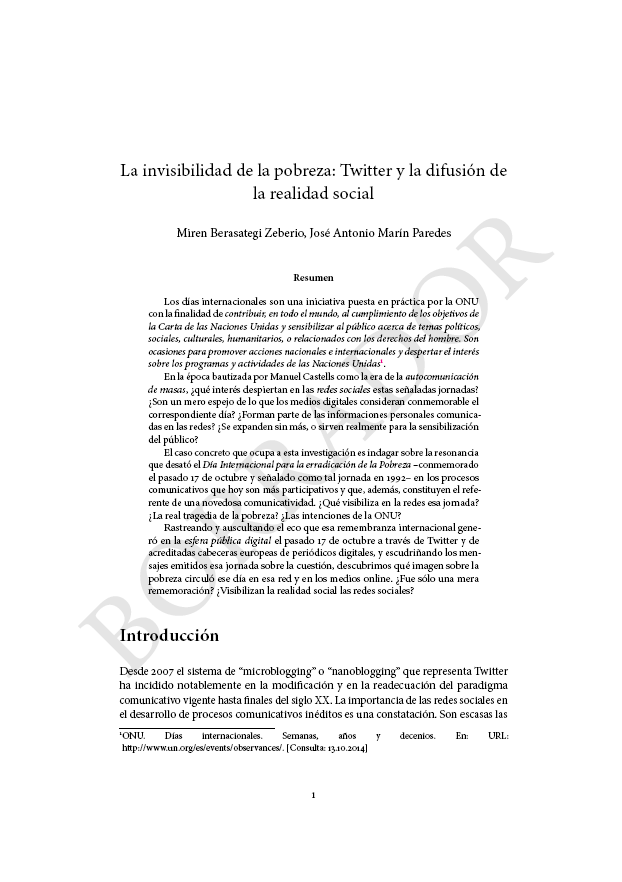 La invisibilidad de la pobreza: Twitter y la difusión de
la realidad social
Miren Berasategi Zeberio, José Antonio Marín Paredes
Resumen
Los días internacionales son una iniciativa puesta en práctica por la ONU
con la finalidad de contribuir, en todo el mundo, al cumplimiento de los objetivos de
la Carta de las Naciones Unidas y sensibilizar al público acerca de temas políticos,
sociales, culturales, humanitarios, o relacionados con los derechos del hombre. Son
ocasiones para promover acciones nacionales e internacionales y despertar el interés
sobre los programas y actividades de las Naciones Unidas¹.
En la época bautizada por Manuel Castells como la era de la autocomunicación
de masas, ¿qué interés despiertan en las redes sociales estas señaladas jornadas?
¿Son un mero espejo de lo que los medios digitales consideran conmemorable el
correspondiente día? ¿Forman parte de las informaciones personales comunica-
das en las redes? ¿Se expanden sin más, o sirven realmente para la sensibilización
del público?
El caso concreto que ocupa a esta investigación es indagar sobre la resonancia
que desató el Día Internacional para la erradicación de la Pobreza –conmemorado
el pasado 17 de octubre y señalado como tal jornada en 1992– en los procesos
comunicativos que hoy son más participativos y que, además, constituyen el refe-
rente de una novedosa comunicatividad. ¿Qué visibiliza en la redes esa jornada?
¿La real tragedia de la pobreza? ¿Las intenciones de la ONU?
Rastreando y auscultando el eco que esa remembranza internacional gene-
ró en la esfera pública digital el pasado 17 de octubre a través de Twitter y de
acreditadas cabeceras europeas de periódicos digitales, y escudriñando los men-
sajes emitidos esa jornada sobre la cuestión, descubrimos qué imagen sobre la
pobreza circuló ese día en esa red y en los medios online. ¿Fue sólo una mera
rememoración? ¿Visibilizan la realidad social las redes sociales?
Introducción
Desde 2007 el sistema de “microblogging” o “nanoblogging” que representa Twitter
ha incidido notablemente en la modificación y en la readecuación del paradigma
comunicativo vigente hasta finales del siglo XX. La importancia de las redes sociales en
el desarrollo de procesos comunicativos inéditos es una constatación. Son escasas las
¹ONU. Días internacionales. Semanas, años y decenios. En: URL:
http://www.un.org/es/events/observances/. [Consulta: 13.10.2014]
1
BORRADOR